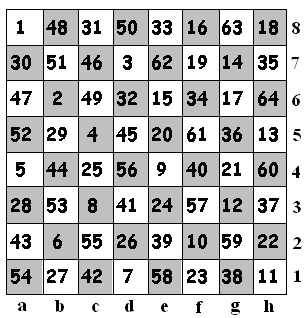 1 48 31 50 33 16 63 18 8
30 51 46 3 62 19 14 35 7
47 2 49 32 15 34 17 64 6
52 29 4 45 20 61 36 13 5
5 44 25 56 9 40 21 60 4
28 53 8 41 24 57 12 37 3
43 6 55 26 39 10 59 22 2
54 27 42 7 58 23 38 11 1
a b c d e f g h